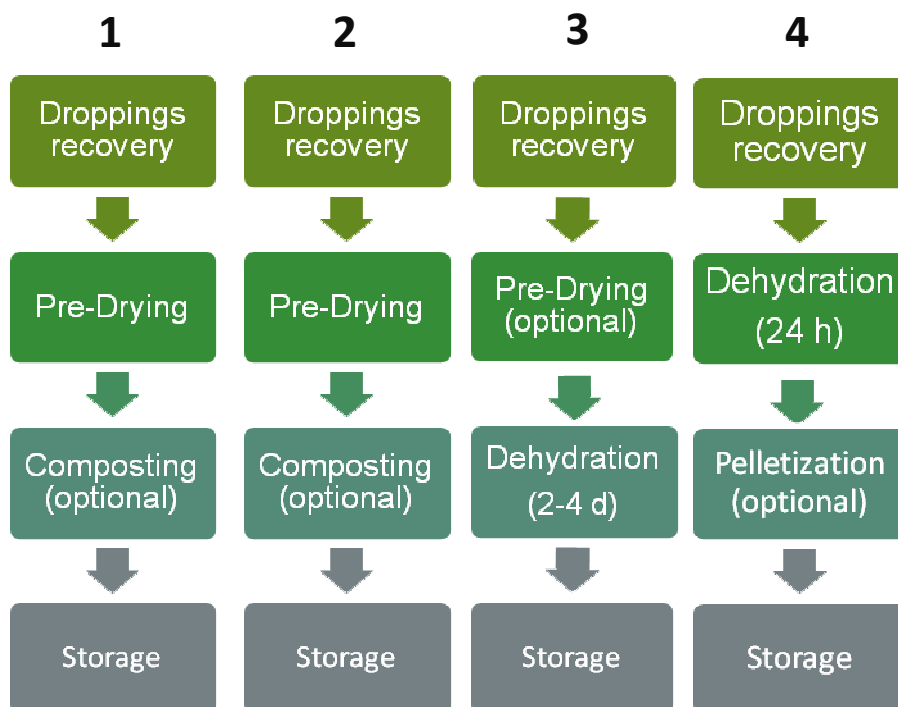 1
2
3
4
Droppings
recovery
Droppings
recovery
Droppings
recovery
Droppings
recovery
Pre-Drying
Pre-Drying
Pre-Drying
(optional)
Dehydration
(24 h)
Composting
(optional)
Composting
(optional)
Dehydration
(2-4 d)
Pelletization
(optional)
Storage
Storage
Storage
Storage